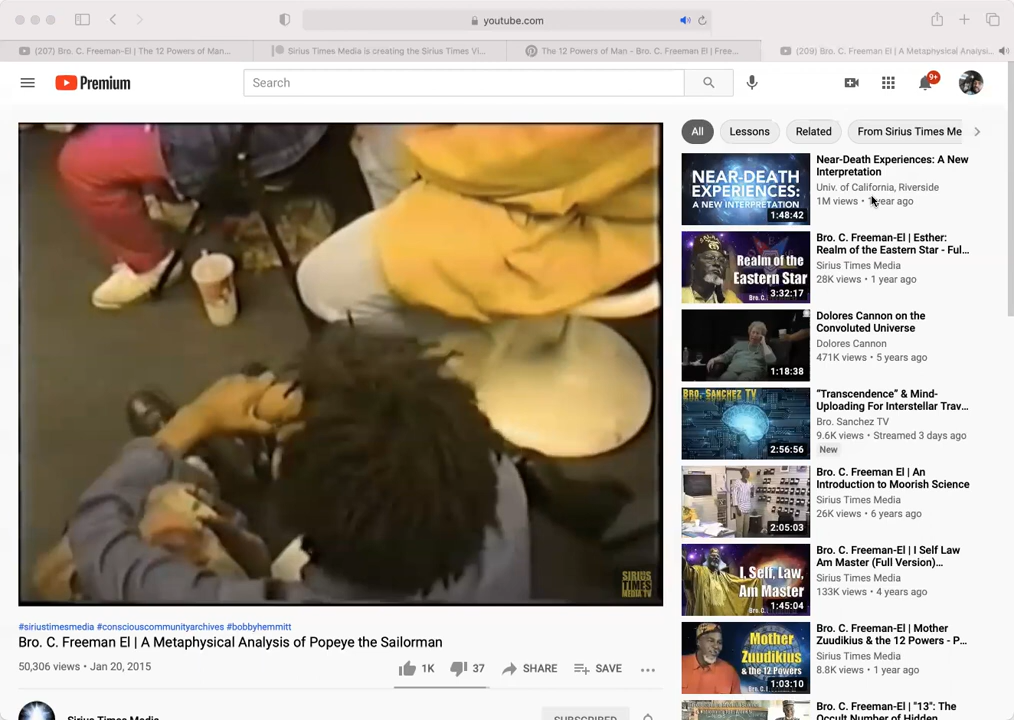 youtube.com
(207) Bro. C. Freeman-El | The 12 Powers of Man...
Sirius Times Media is creating the Sirius Times Vi...
The 12 Powers of Man - Bro. C. Freeman El | Free...
(209) Bro. C. Freeman El | A Metaphysical Analysi...
Premium
Search
9+
All
Lessons
Related
From Sirius Times Me
NEAR-DEATH
EXPERIENCES:
A NEW INTERPRETATION
1:48:42
Near-Death Experiences: A New
Interpretation
Univ. of California, Riverside
1M views • 1 year ago
Realm of the
Eastern Star
Bro. C.
3:32:17
Bro. C. Freeman-El | Esther:
Realm of the Eastern Star - Ful...
Sirius Times Media
28K views • 1 year ago
1:18:38
Dolores Cannon on the
Convoluted Universe
Dolores Cannon
471K views • 5 years ago
BRO. SANCHEZ TV
2:56:56
“Transcendence” & Mind-
Uploading For Interstellar Trav...
Bro. Sanchez TV
9.6K views • Streamed 3 days ago
New
2:05:03
Bro. C. Freeman El | An
Introduction to Moorish Science
Sirius Times Media
26K views • 6 years ago
I, Self, Law,
Am Master
1:45:04
Bro. C. Freeman-El | I Self Law
Am Master (Full Version)...
Sirius Times Media
133K views • 4 years ago
Mother
Zuudikius
& the 12 Powers
1:03:10
Bro. C. Freeman-El | Mother
Zuudikius & the 12 Powers - P...
Sirius Times Media
8.8K views • 1 year ago
Bro. C. Freeman-El | "13": The
Occult Number of Hidden
SIRIUS
TIMES
MEDIA TV
#siriustimesmedia #consciouscommunityarchives #bobbyhemmitt
Bro. C. Freeman El | A Metaphysical Analysis of Popeye the Sailorman
50,306 views • Jan 20, 2015
1K
37
SHARE
SAVE
Sirius Times Media
SUBSCRIBED